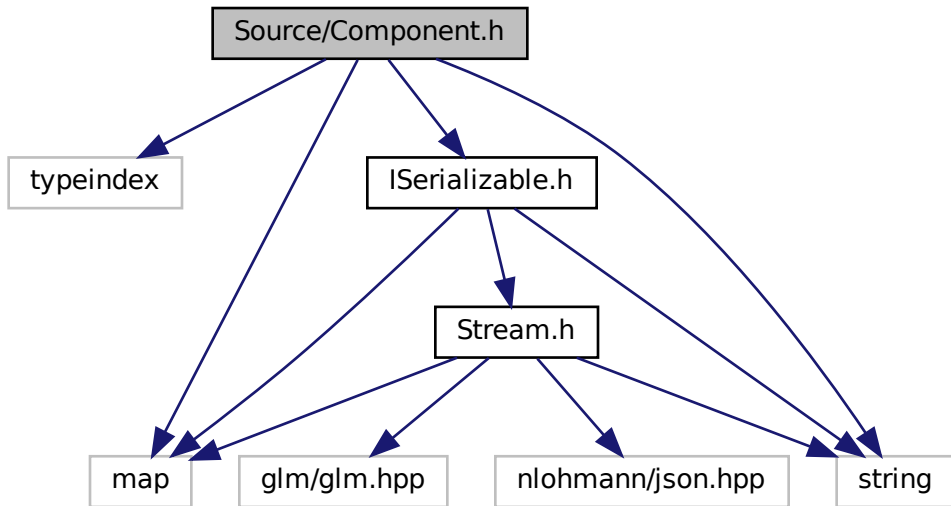 Source/Component.h
typeindex
ISerializable.h
Stream.h
map
glm/glm.hpp
nlohmann/json.hpp
string